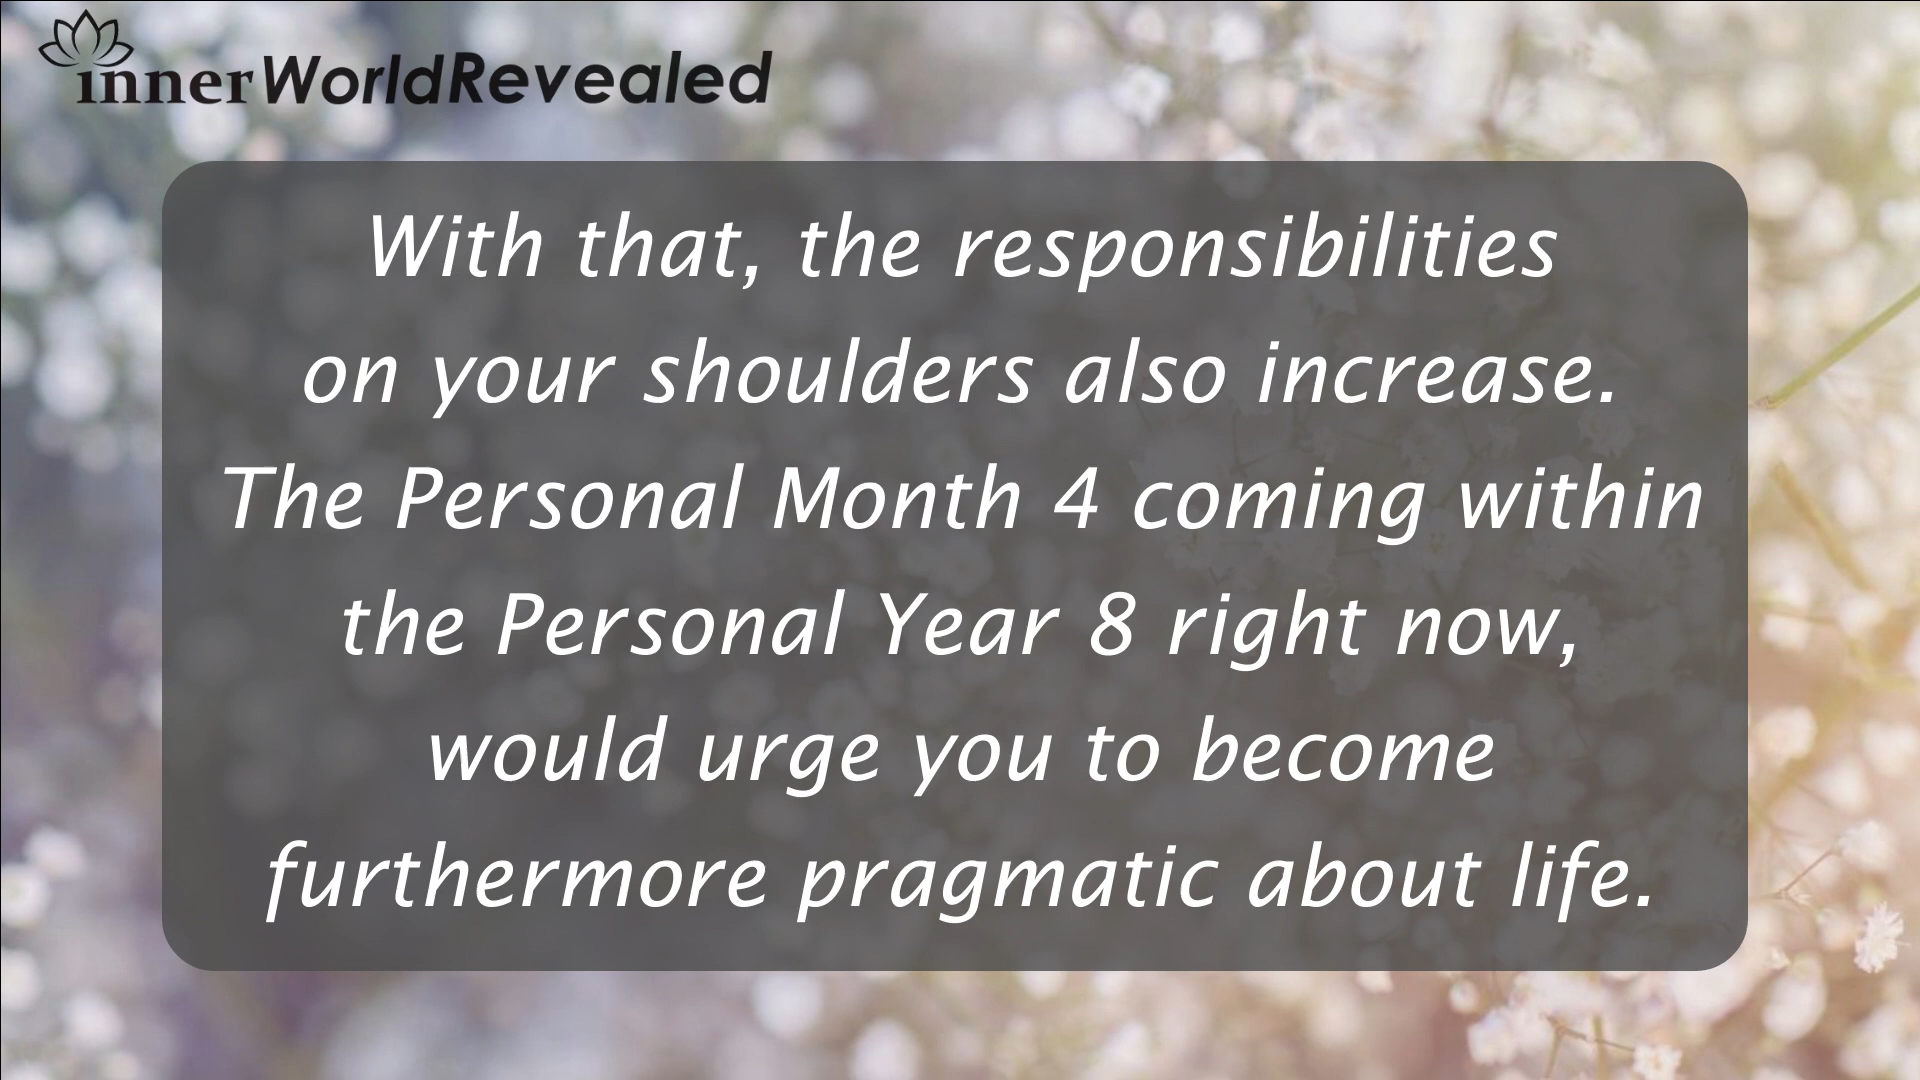 innerWorldRevealed
With that, the responsibilities
on your shoulders also increase.
The Personal Month 4 coming within
the Personal Year 8 right now,
would urge you to become
furthermore pragmatic about life.